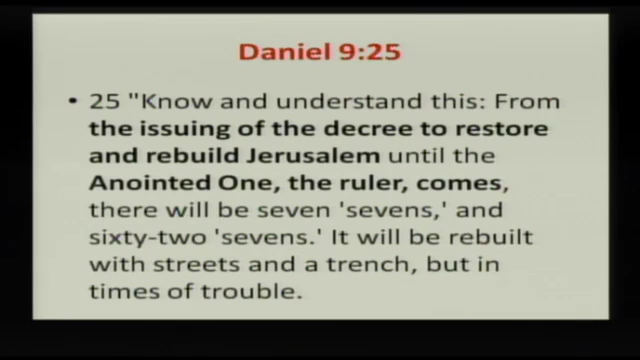 Daniel 9:25
• 25 "Know and understand this: From
the issuing of the decree to restore
and rebuild Jerusalem until the
Anointed One, the ruler, comes,
there will be seven 'sevens,' and
sixty-two 'sevens.' It will be rebuilt
with streets and a trench, but in
times of trouble.